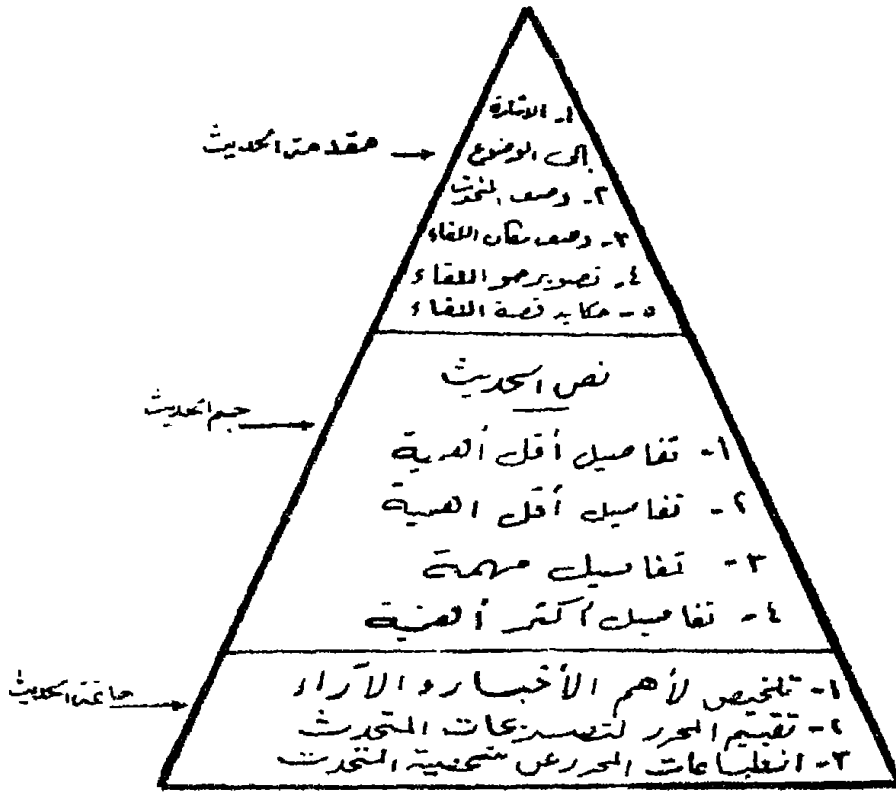 مقدمة الحديث
١- الإشارة
إلى الموضوع
٢- وصف المتحدث
٣- وصف مكان اللقاء
٤- تصوير جو اللقاء
٥- حكاية قصة اللقاء
جسم الحديث
نص الحديث
١- تفاصيل أقل أهمية
٢- تفاصيل أقل اهمية
٣- تفاصيل مهمة
٤- تفاصيل أكثر أهمية
خاتمة الحديث
١- تلخيص لأهم الأخبار و الآراء
٢- تقييم المحرر لتصريحات المتحدث
٣- انطباعات المحرر عن شخصية المتحدث